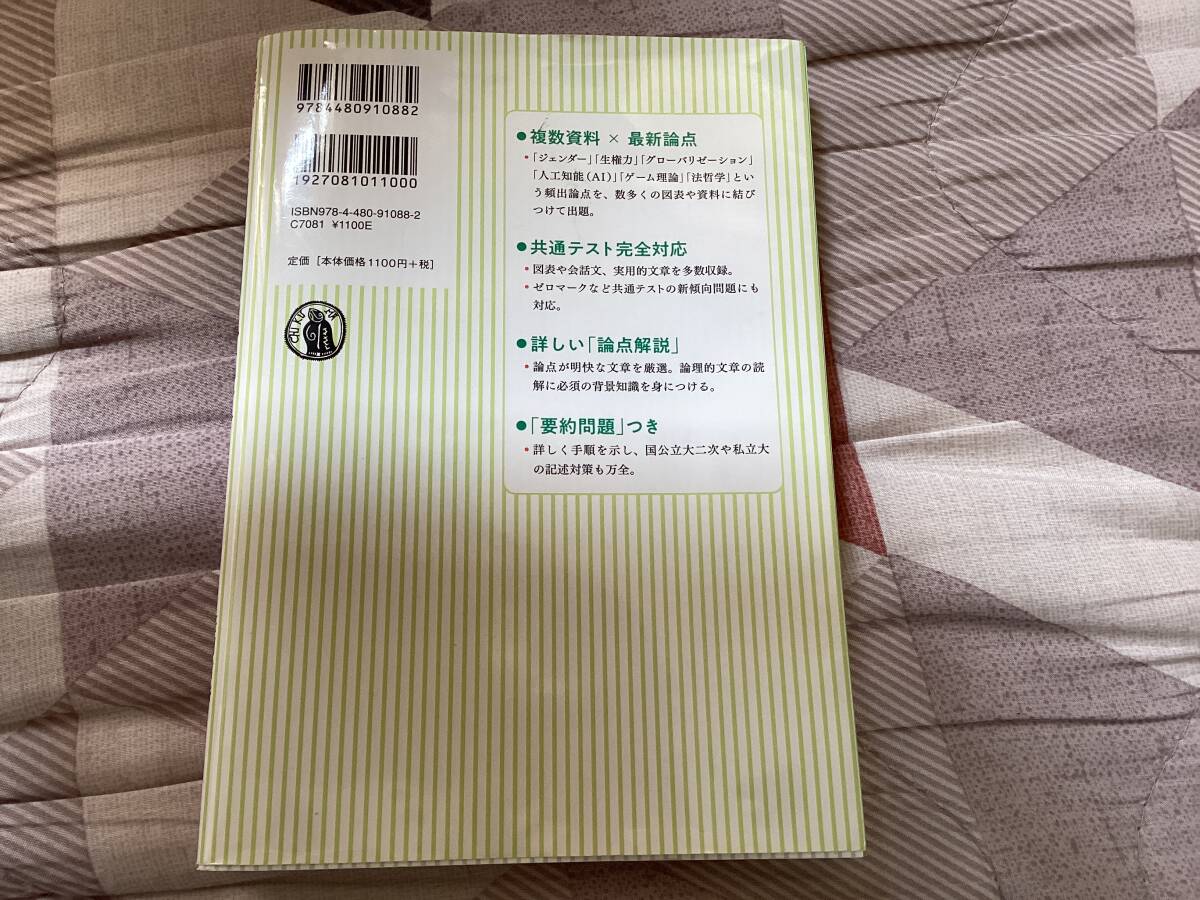 9784480910882
1927081011000
ISBN978-4-480-91088-2
C7081 ¥1100E
定価［本体価格1100円+税］
CHIKUMA
●複数資料 × 最新論点
•「ジェンダー」「生権力」「グローバリゼーション」
「人工知能（AI）」「ゲーム理論」「法哲学」とい
う頻出論点を、数多くの図表や資料に結び
つけて出題。
●共通テスト完全対応
•図表や会話文、実用的文章を多数収録。
•ゼロマークなど共通テストの新傾向問題にも
対応。
●詳しい「論点解説」
•論点が明快な文章を厳選。論理的文章の読
解に必須の背景知識を身につける。
●「要約問題」つき
•詳しく手順を示し、国公立大二次や私立大
の記述対策も万全。